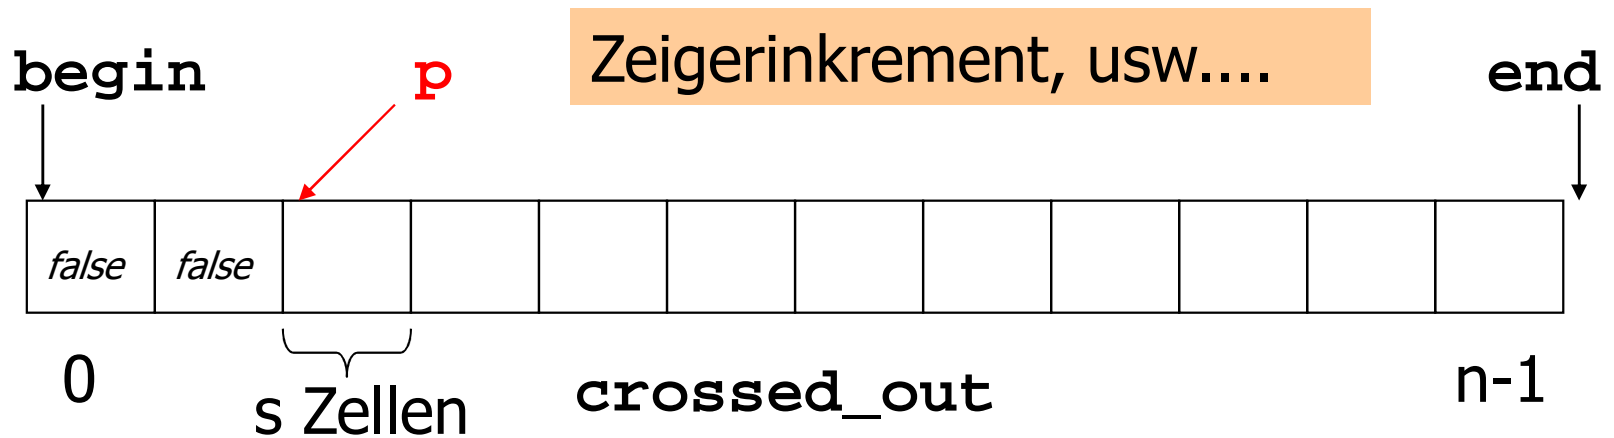 Zeigerinkrement, usw....
begin p end
false false
0 n-1
s Zellen crossed_out